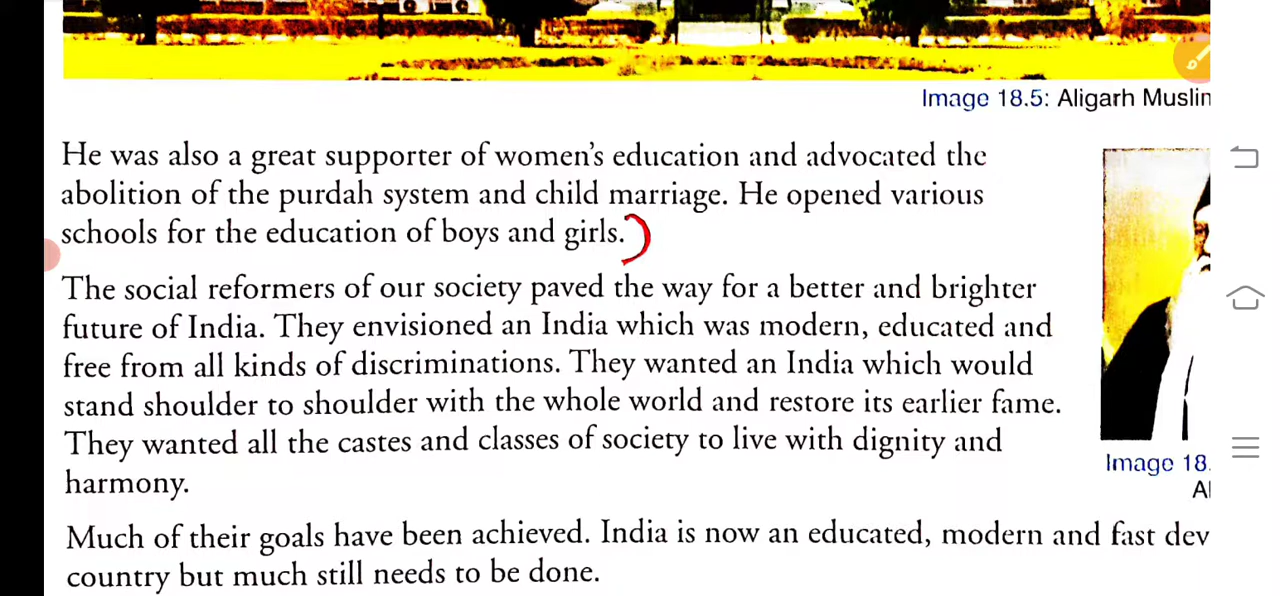 Image 18.5: Aligarh Muslin
He was also a great supporter of women's education and advocated the
abolition of the purdah system and child marriage. He opened various
schools for the education of boys and girls.
The social reformers of our society paved the way for a better and brighter
future of India. They envisioned an India which was modern, educated and
free from all kinds of discriminations. They wanted an India which would
stand shoulder to shoulder with the whole world and restore its earlier fame.
They wanted all the castes and classes of society to live with dignity and
harmony.
Image 18.
Al
Much of their goals have been achieved. India is now an educated, modern and fast dev
country but much still needs to be done.